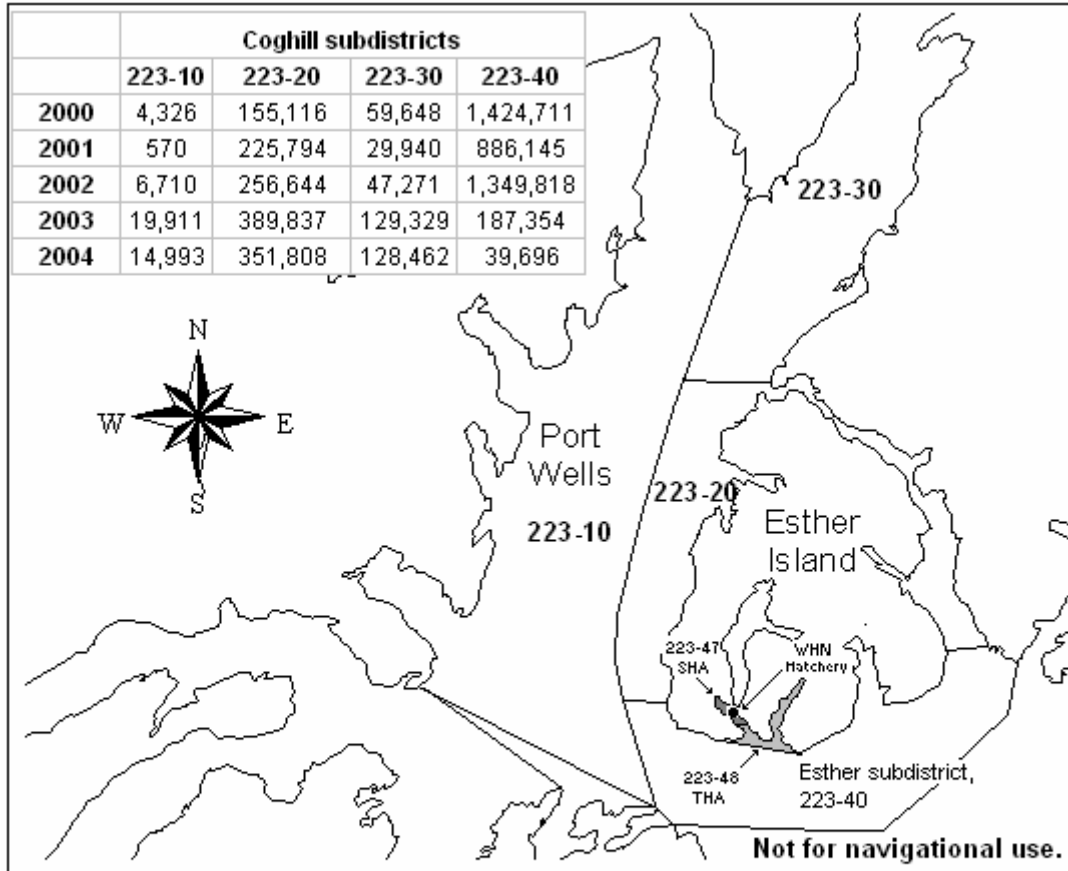 Coghill subdistricts
223-10 223-20 223-30 223-40
2000 4,326 155,116 59,648 1,424,711
2001 570 225,794 29,940 886,145
2002 6,710 256,644 47,271 1,349,818
2003 19,911 389,837 129,329 187,354
2004 14,993 351,808 128,462 39,696
223-30
N
W E
S
Port
Wells
223-10
223-20
Esther
Island
223-47
SHA
WHN
Hatchery
223-48
THA
Esther subdistrict,
223-40
Not for navigational use.